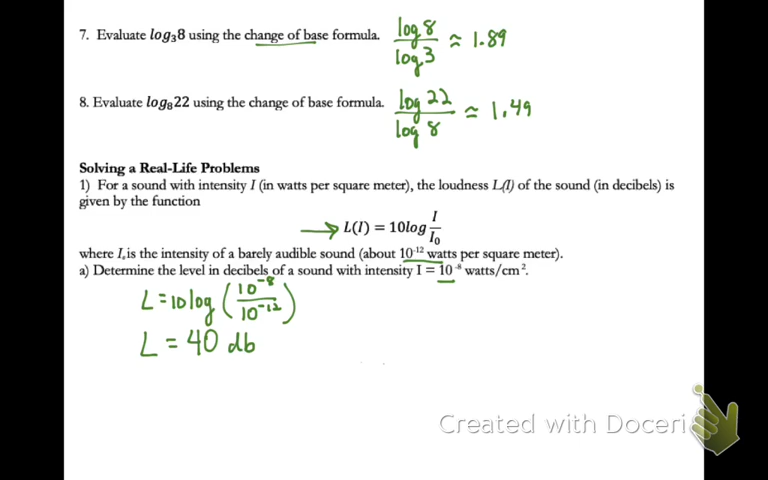 7. Evaluate log₃8 using the change of base formula. log 8 / log 3 ≈ 1.89
8. Evaluate log₈22 using the change of base formula. log 22 / log 8 ≈ 1.49
Solving a Real-Life Problems
1) For a sound with intensity I (in watts per square meter), the loudness L(I) of the sound (in decibels) is
given by the function
→ L(I) = 10log I/I₀
where I₀ is the intensity of a barely audible sound (about 10⁻¹² watts per square meter).
a) Determine the level in decibels of a sound with intensity I = 10⁻⁸ watts/cm².
L = 10 log (10⁻⁸ / 10⁻¹²)
L = 40 db
Created with Doceri